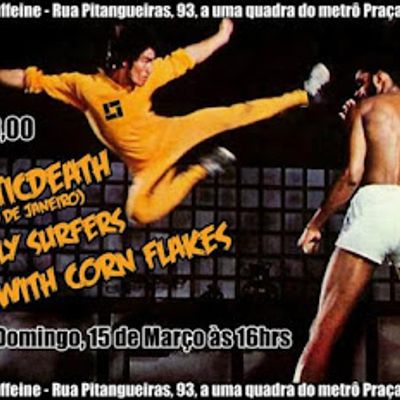 ffeine - Rua Pitangueiras, 93, a uma quadra do metrô Praça
,00
TICDEATH
DE JANEIRO)
LY SURFERS
WITH CORN FLAKES
Domingo, 15 de Março às 16hrs
ffeine - Rua Pitangueiras, 93, a uma quadra do metrô Praça